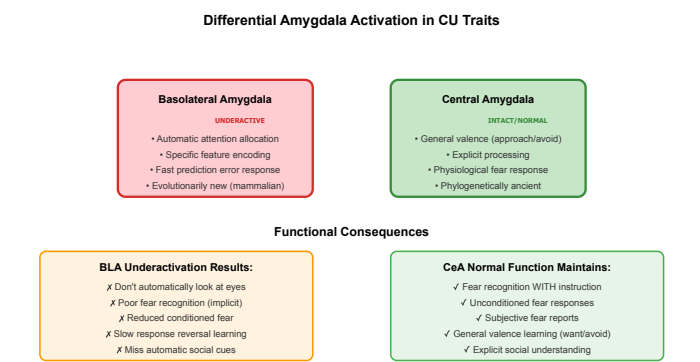 Differential Amygdala Activation in CU Traits
Basolateral Amygdala
UNDERACTIVE
• Automatic attention allocation
• Specific feature encoding
• Fast prediction error response
• Evolutionarily new (mammalian)
Central Amygdala
INTACT/NORMAL
• General valence (approach/avoid)
• Explicit processing
• Physiological fear response
• Phylogenetically ancient
Functional Consequences
BLA Underactivation Results:
✗ Don't automatically look at eyes
✗ Poor fear recognition (implicit)
✗ Reduced conditioned fear
✗ Slow response reversal learning
✗ Miss automatic social cues
CeA Normal Function Maintains:
✓ Fear recognition WITH instruction
✓ Unconditioned fear responses
✓ Subjective fear reports
✓ General valence learning (want/avoid)
✓ Explicit social understanding